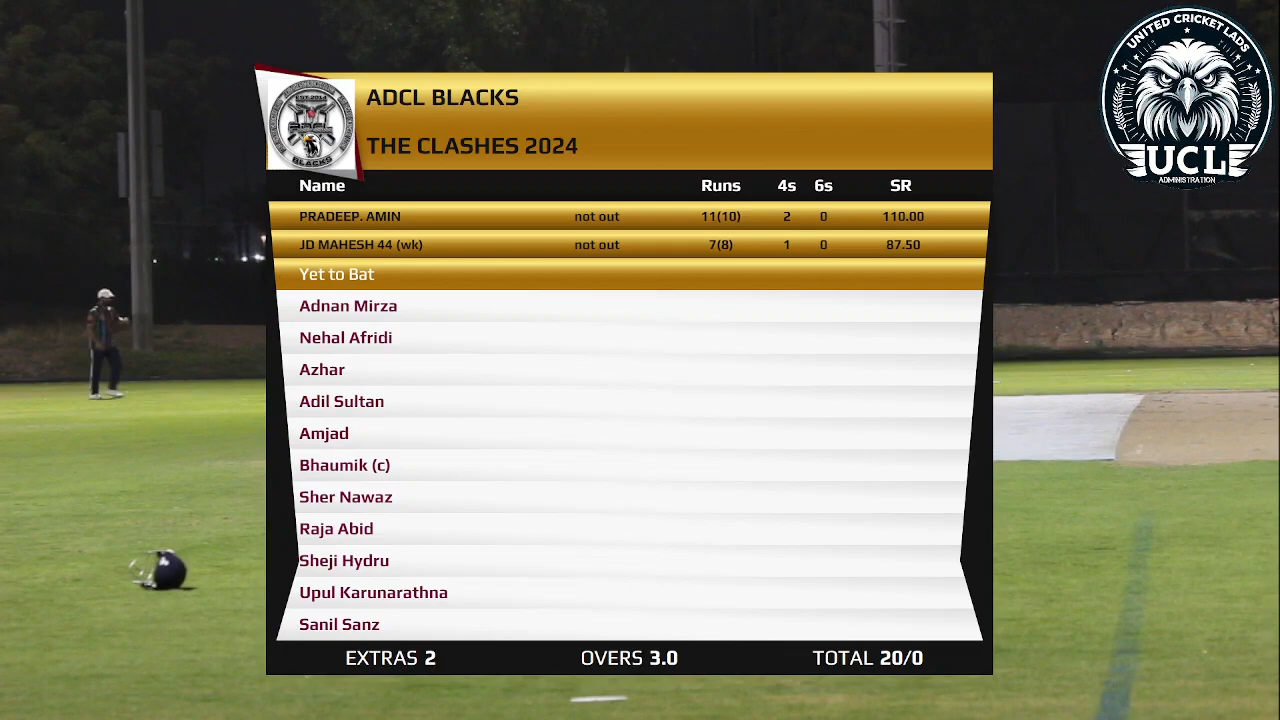 UNITED CRICKET LADS
UCL
ADMINISTRATION
ADCL BLACKS
THE CLASHES 2024
BLACKS
Name Runs 4s 6s SR
PRADEEP. AMIN not out 11(10) 2 0 110.00
JD MAHESH 44 (wk) not out 7(8) 1 0 87.50
Yet to Bat
Adnan Mirza
Nehal Afridi
Azhar
Adil Sultan
Amjad
Bhaumik (c)
Sher Nawaz
Raja Abid
Sheji Hydru
Upul Karunarathna
Sanil Sanz
EXTRAS 2 OVERS 3.0 TOTAL 20/0